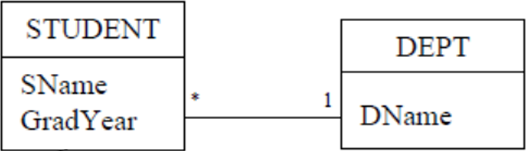 STUDENT
SName
GradYear
* 1
DEPT
DName